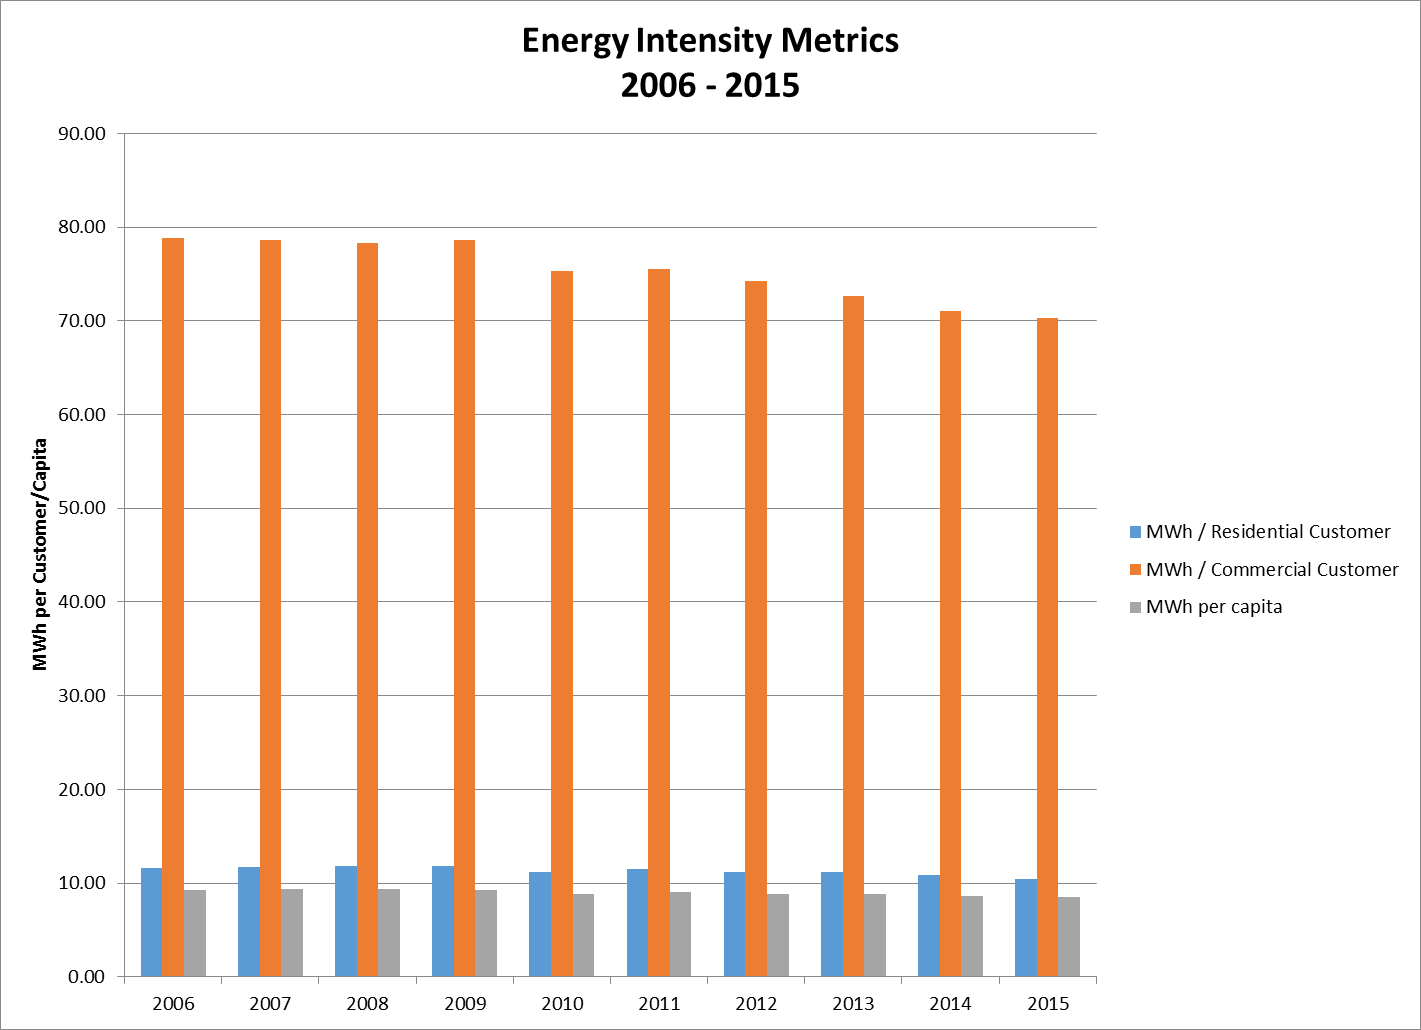 Energy Intensity Metrics
2006 - 2015
90.00
80.00
70.00
60.00
50.00
40.00
30.00
20.00
10.00
0.00
MWh per Customer/Capita
2006 2007 2008 2009 2010 2011 2012 2013 2014 2015
MWh / Residential Customer
MWh / Commercial Customer
MWh per capita